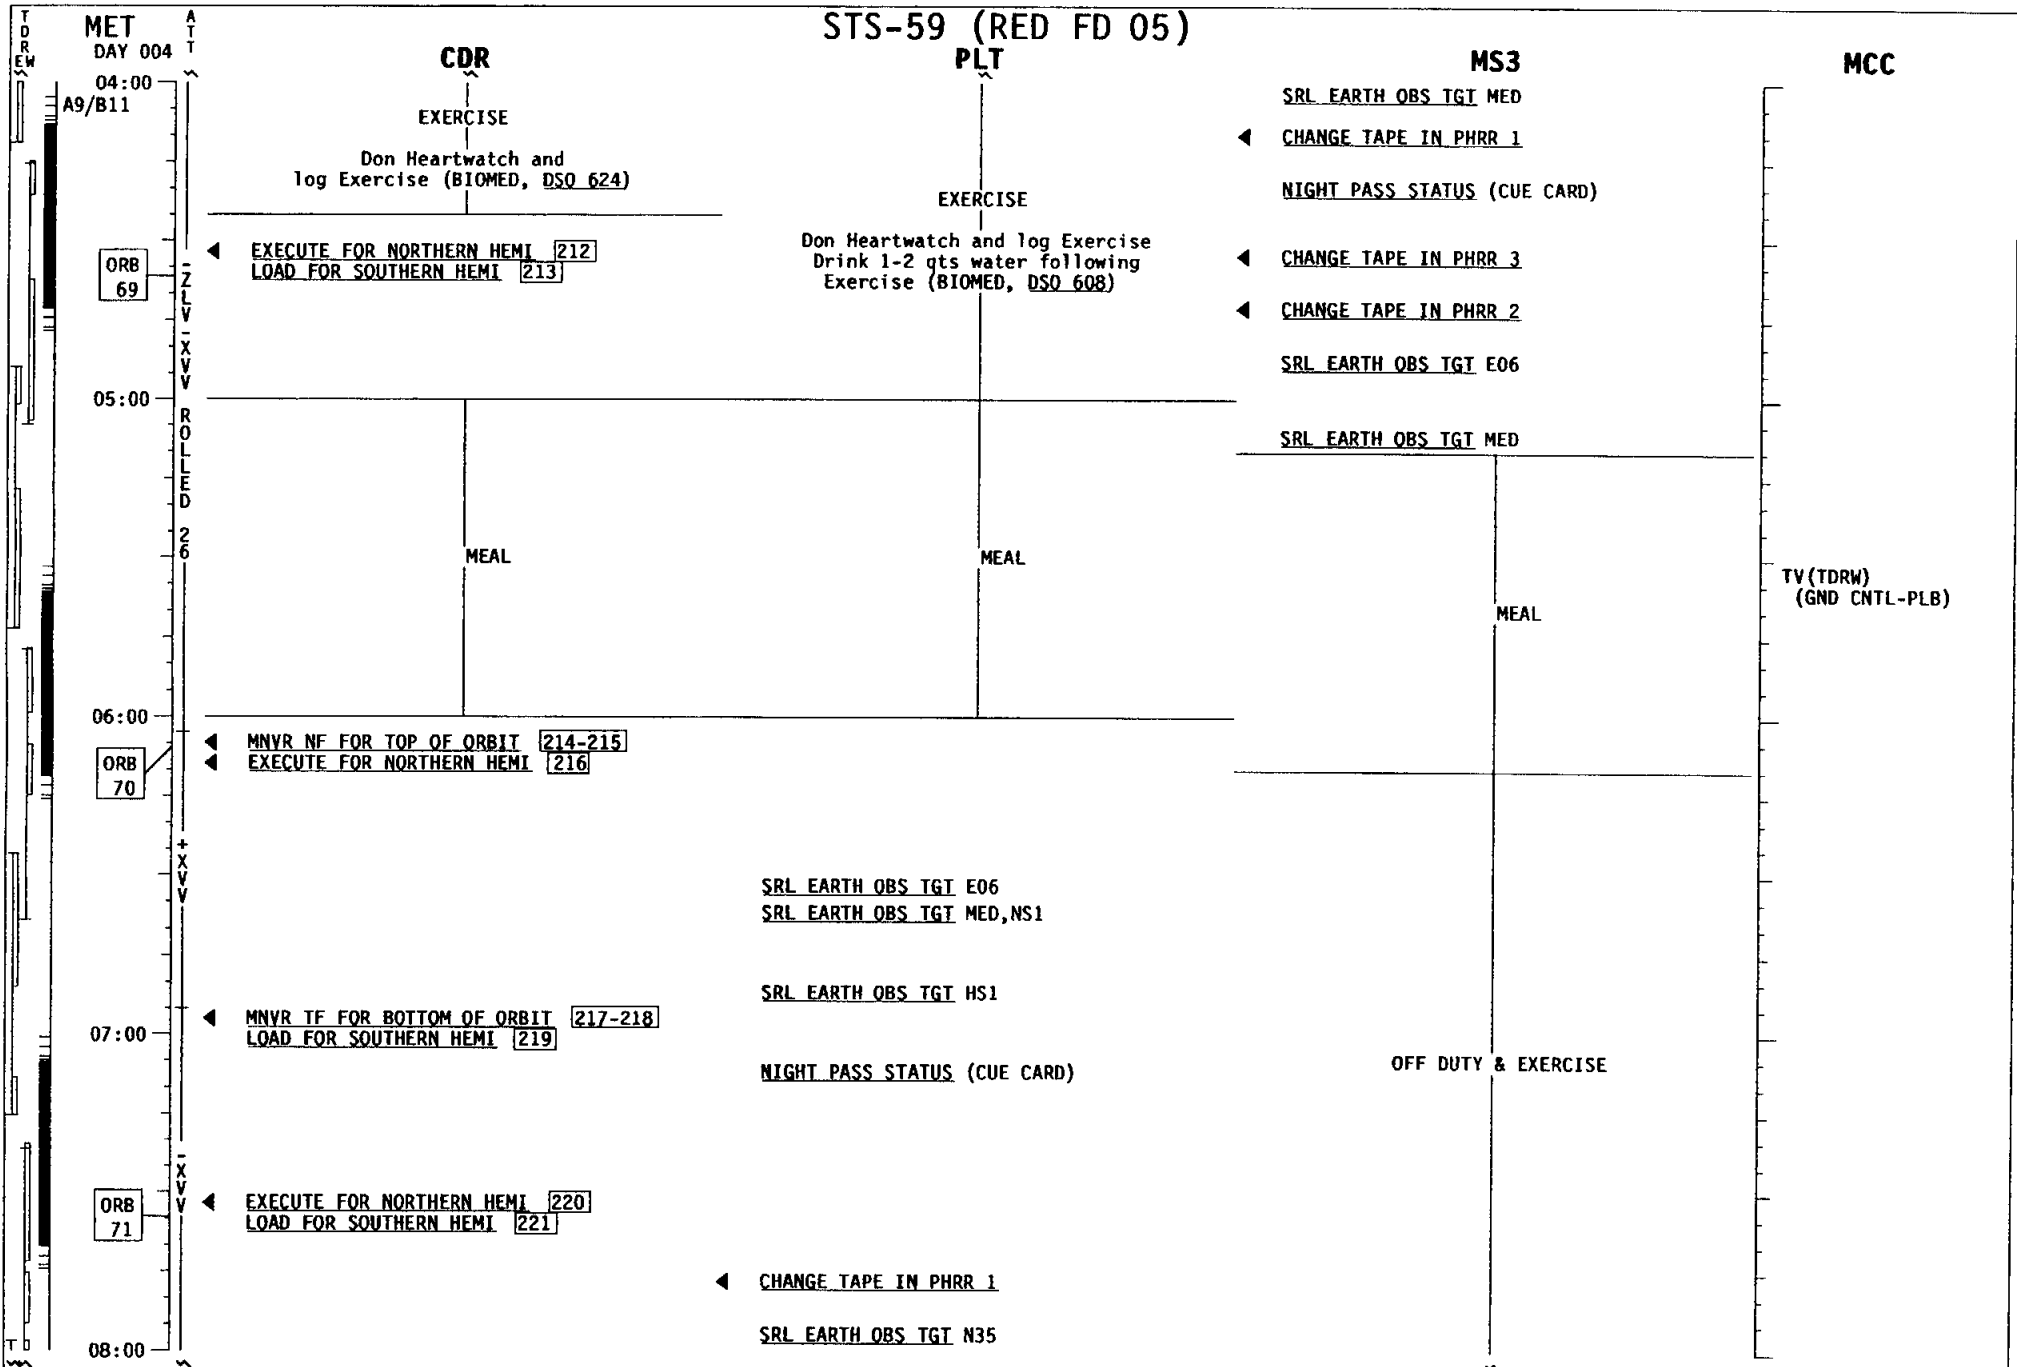 STS-59 (RED FD 05)
TDREW
MET
DAY 004
ATT
CDR
PLT
MS3
MCC
04:00
A9/B11
EXERCISE
Don Heartwatch and
log Exercise (BIOMED, DSO 624)
◄ EXECUTE FOR NORTHERN HEMI 212
LOAD FOR SOUTHERN HEMI 213
ORB
69
-ZLV -XVV ROLLED 26
EXERCISE
Don Heartwatch and log Exercise
Drink 1-2 qts water following
Exercise (BIOMED, DSO 608)
SRL EARTH OBS TGT MED
◄ CHANGE TAPE IN PHRR 1
NIGHT PASS STATUS (CUE CARD)
◄ CHANGE TAPE IN PHRR 3
◄ CHANGE TAPE IN PHRR 2
SRL EARTH OBS TGT E06
SRL EARTH OBS TGT MED
05:00
MEAL
MEAL
MEAL
TV(TDRW)
(GND CNTL-PLB)
06:00
◄ MNVR NF FOR TOP OF ORBIT 214-215
◄ EXECUTE FOR NORTHERN HEMI 216
ORB
70
+XVV
SRL EARTH OBS TGT E06
SRL EARTH OBS TGT MED,NS1
SRL EARTH OBS TGT HS1
◄ MNVR TF FOR BOTTOM OF ORBIT 217-218
LOAD FOR SOUTHERN HEMI 219
07:00
NIGHT PASS STATUS (CUE CARD)
OFF DUTY & EXERCISE
-XVV
◄ EXECUTE FOR NORTHERN HEMI 220
LOAD FOR SOUTHERN HEMI 221
ORB
71
◄ CHANGE TAPE IN PHRR 1
SRL EARTH OBS TGT N35
T
08:00